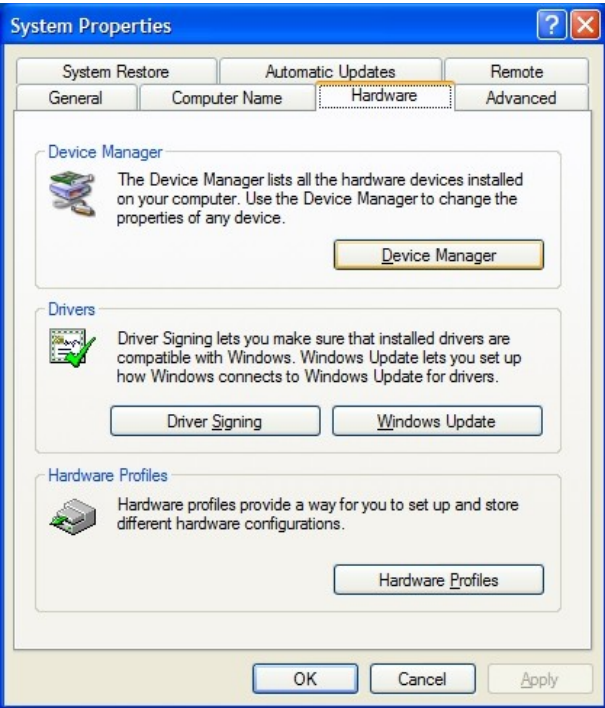 System Properties
System Restore
Automatic Updates
Remote
General
Computer Name
Hardware
Advanced
Device Manager
The Device Manager lists all the hardware devices installed
on your computer. Use the Device Manager to change the
properties of any device.
Device Manager
Drivers
Driver Signing lets you make sure that installed drivers are
compatible with Windows. Windows Update lets you set up
how Windows connects to Windows Update for drivers.
Driver Signing
Windows Update
Hardware Profiles
Hardware profiles provide a way for you to set up and store
different hardware configurations.
Hardware Profiles
OK
Cancel
Apply